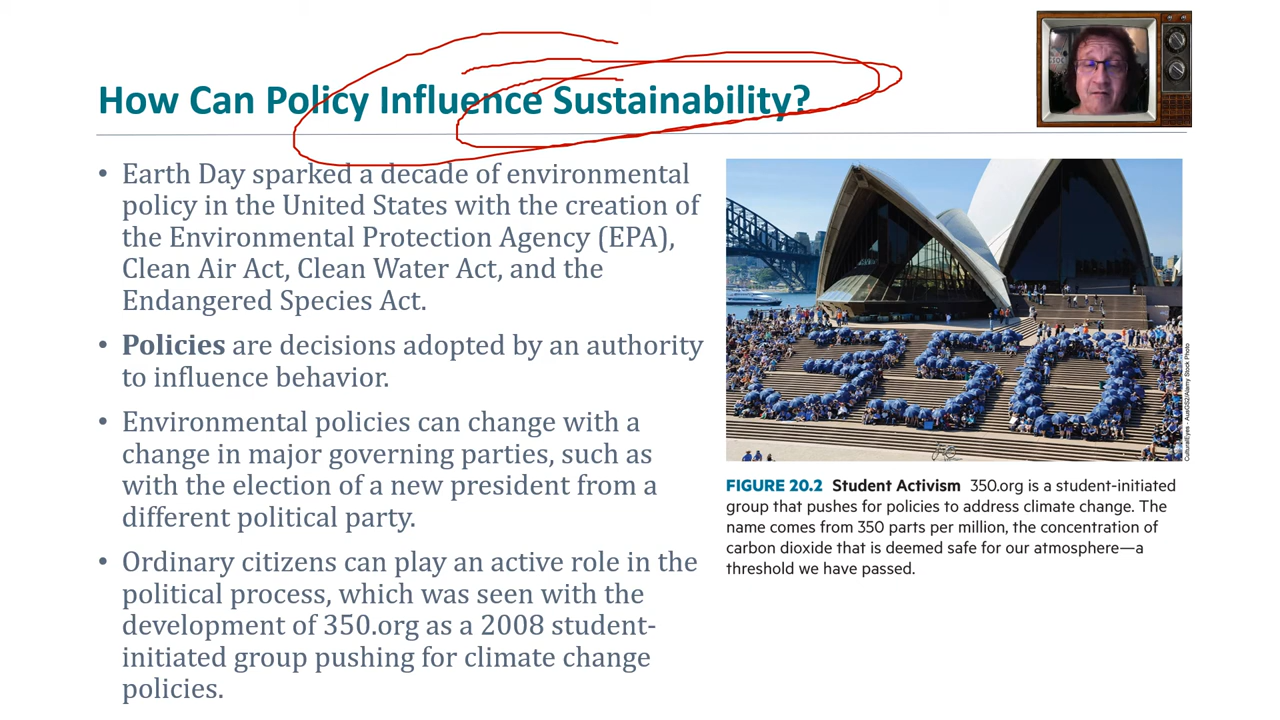 How Can Policy Influence Sustainability?
• Earth Day sparked a decade of environmental
policy in the United States with the creation of
the Environmental Protection Agency (EPA),
Clean Air Act, Clean Water Act, and the
Endangered Species Act.
• Policies are decisions adopted by an authority
to influence behavior.
• Environmental policies can change with a
change in major governing parties, such as
with the election of a new president from a
different political party.
• Ordinary citizens can play an active role in the
political process, which was seen with the
development of 350.org as a 2008 student-
initiated group pushing for climate change
policies.
350
CulturalEyes - AusGS2/Alamy Stock Photo
FIGURE 20.2 Student Activism 350.org is a student-initiated
group that pushes for policies to address climate change. The
name comes from 350 parts per million, the concentration of
carbon dioxide that is deemed safe for our atmosphere—a
threshold we have passed.